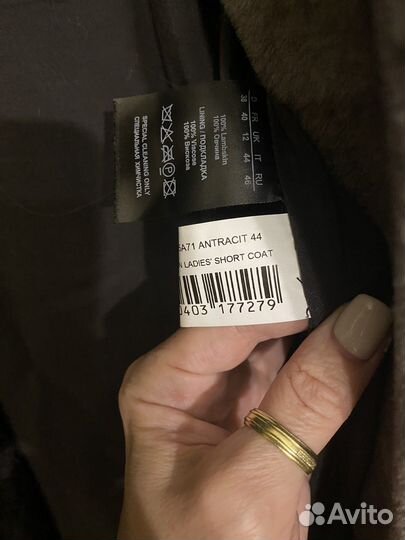 D FR UK IT RU
38 40 12 44 46
100% Lambskin
100% Овчина
LINING / ПОДКЛАДКА
100% Viscose
100% Вискоза
SPECIAL CLEANING ONLY
СПЕЦИАЛЬНАЯ ХИМЧИСТКА
A71 ANTRACIT 44
N LADIES' SHORT COAT
0403 177279
Avito